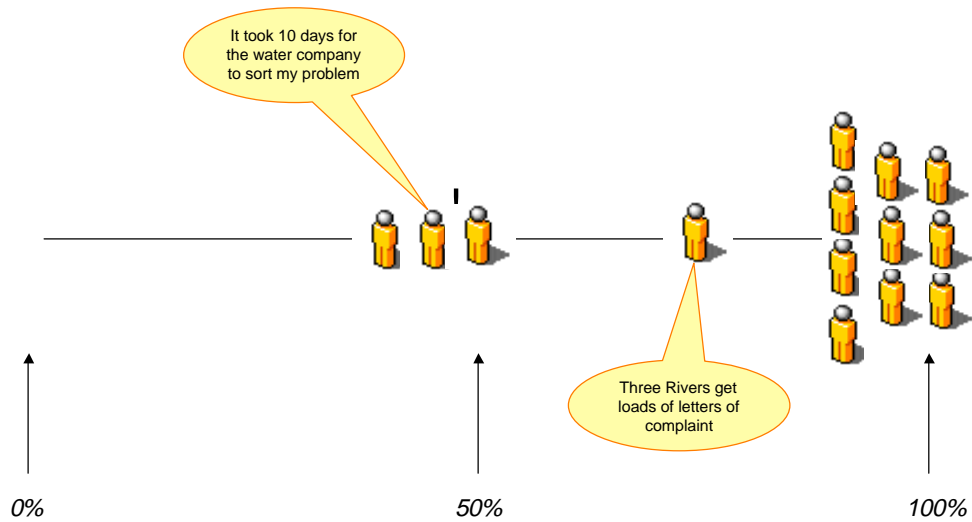 It took 10 days for
the water company
to sort my problem
Three Rivers get
loads of letters of
complaint
0%
50%
100%